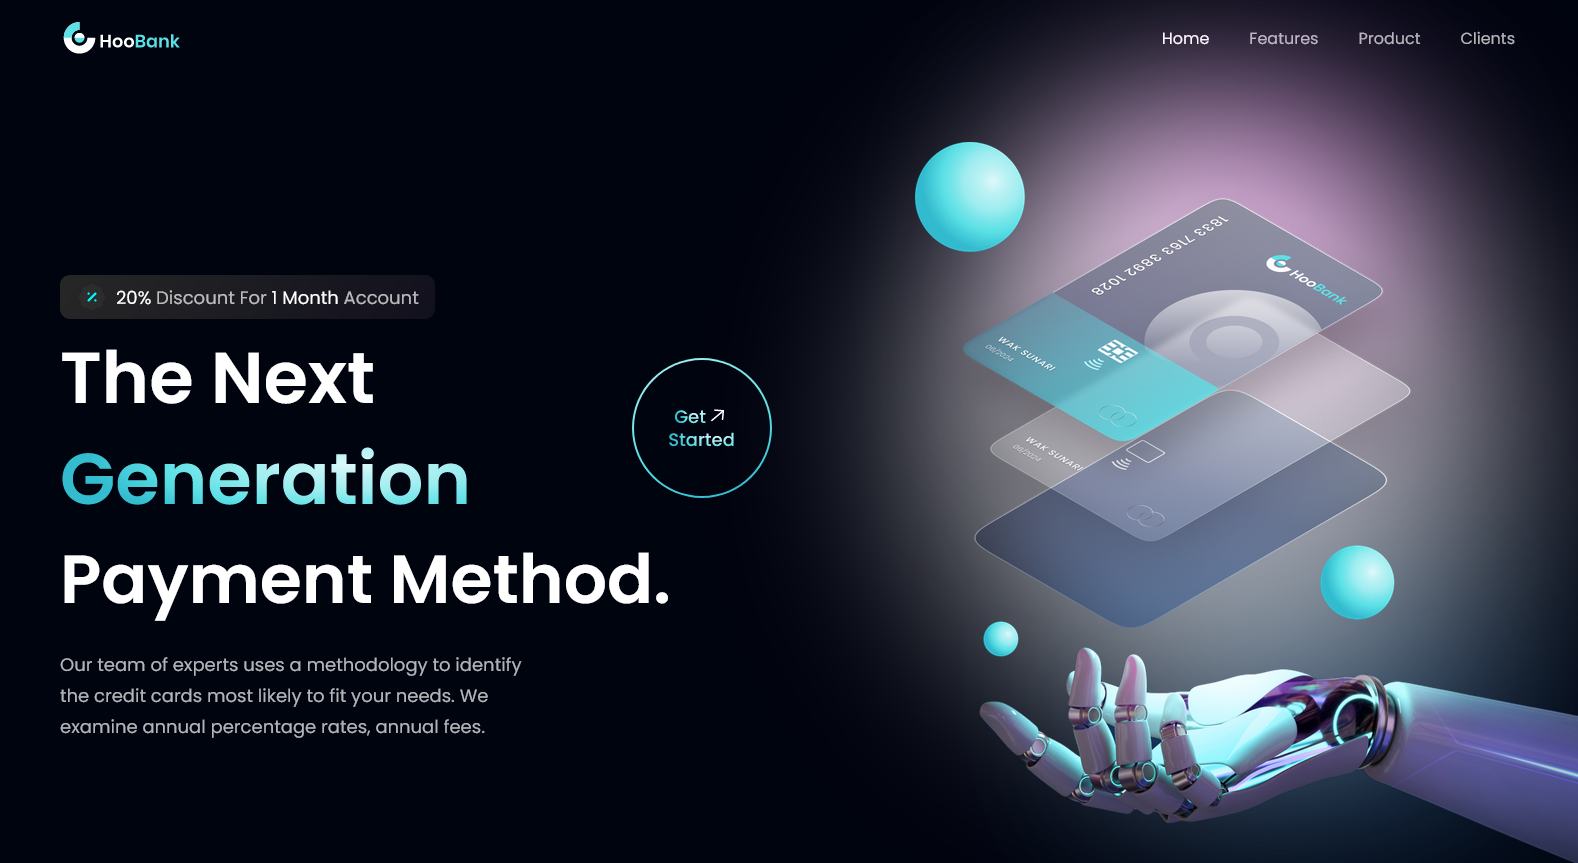 HooBank
Home Features Product Clients
20% Discount For 1 Month Account
The Next
Generation
Payment Method.
Get
Started
Our team of experts uses a methodology to identify
the credit cards most likely to fit your needs. We
examine annual percentage rates, annual fees.
1833 7163 3892 1028
HooBank
WAK SUNARI
06/2024
WAK SUNARI
06/2024